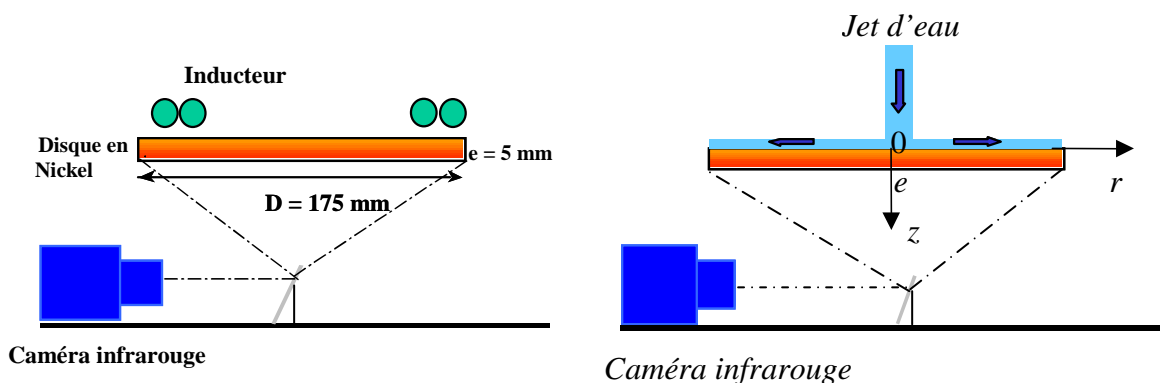 Inducteur
Disque en
Nickel
e = 5 mm
D = 175 mm
Caméra infrarouge
Jet d'eau
0
e
r
z
Caméra infrarouge